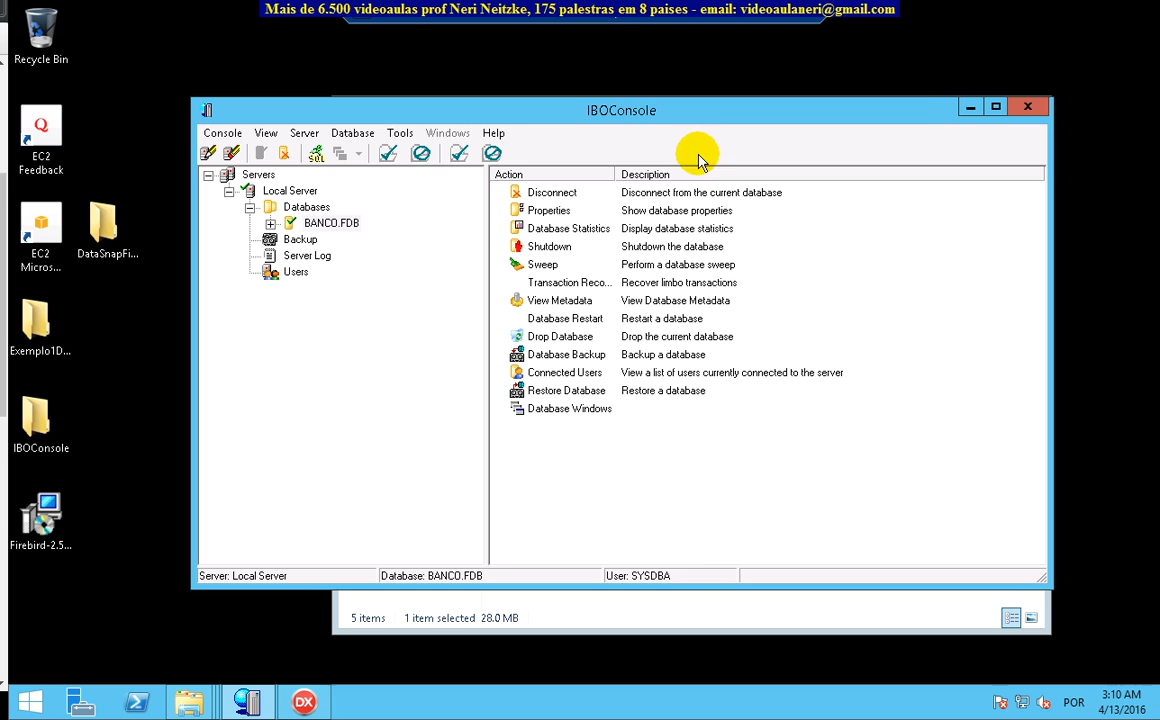 Mais de 6.500 videoaulas prof Neri Neitzke, 175 palestras em 8 paises - email: videoaulaneri@gmail.com
Recycle Bin
EC2
Feedback
EC2
Micros...
DataSnapFi...
Exemplo1D...
IBOConsole
Firebird-2.5...
IBOConsole
Console View Server Database Tools Windows Help
SQL
Servers
Local Server
Databases
BANCO.FDB
Backup
Server Log
Users
Action Description
Disconnect Disconnect from the current database
Properties Show database properties
Database Statistics Display database statistics
Shutdown Shutdown the database
Sweep Perform a database sweep
Transaction Reco... Recover limbo transactions
View Metadata View Database Metadata
Database Restart Restart a database
Drop Database Drop the current database
Database Backup Backup a database
Connected Users View a list of users currently connected to the server
Restore Database Restore a database
Database Windows
Server: Local Server Database: BANCO.FDB User: SYSDBA
5 items 1 item selected 28.0 MB
DX
POR
3:10 AM
4/13/2016